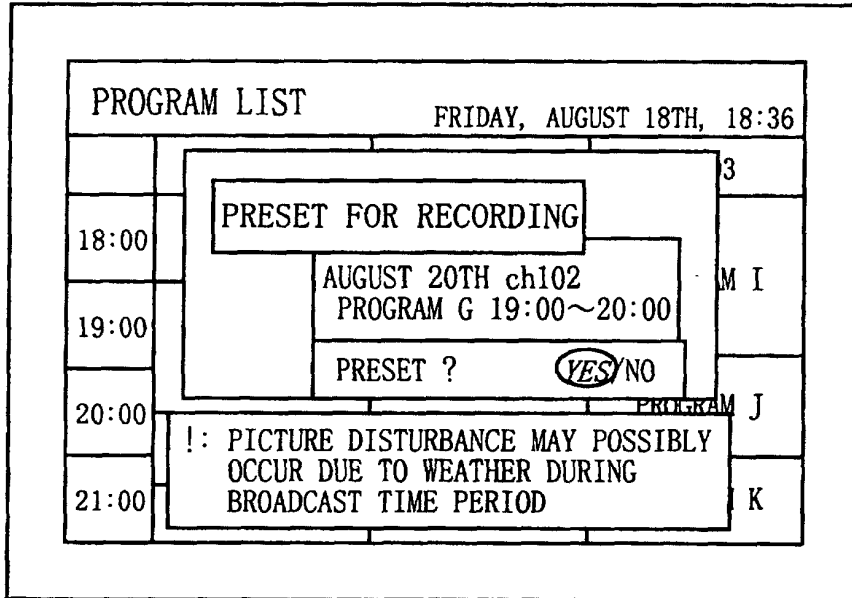 PROGRAM LIST
FRIDAY, AUGUST 18TH, 18:36
3
PRESET FOR RECORDING
18:00
AUGUST 20TH ch102
M I
PROGRAM G 19:00～20:00
19:00
PRESET ? YES/NO
PROGRAM J
20:00
!: PICTURE DISTURBANCE MAY POSSIBLY
OCCUR DUE TO WEATHER DURING
21:00
BROADCAST TIME PERIOD
K